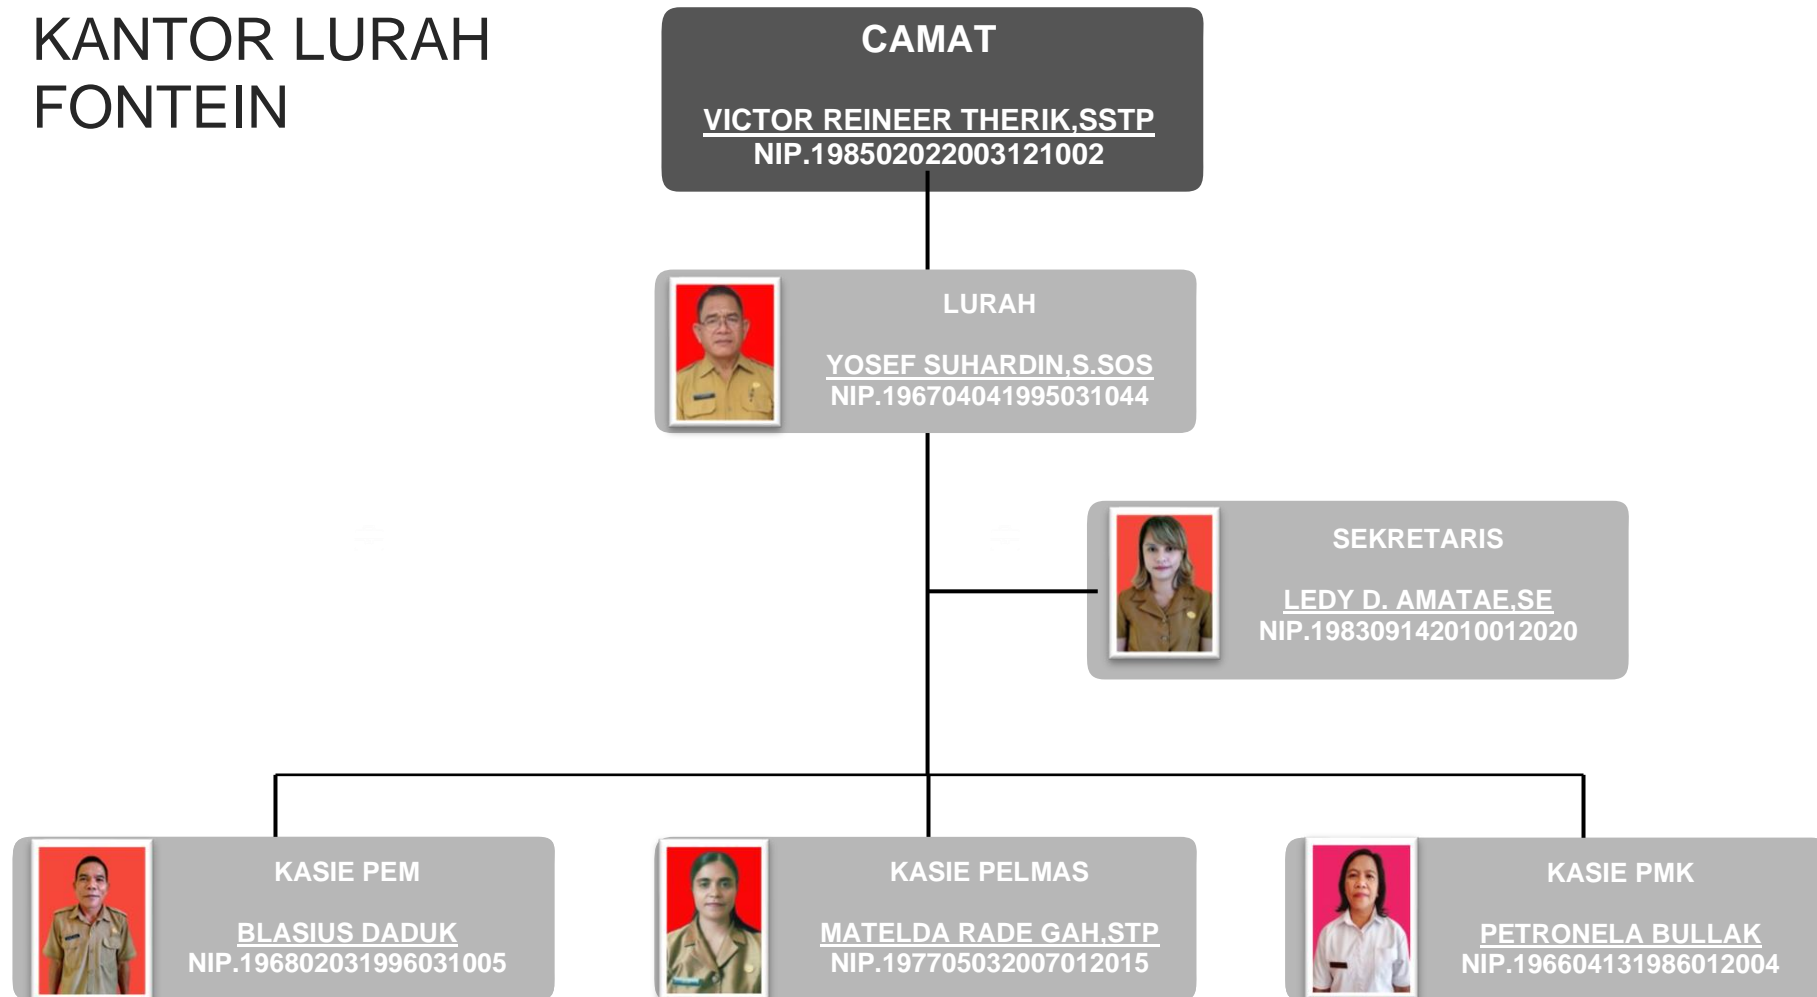 KANTOR LURAH
FONTEIN
CAMAT
VICTOR REINEER THERIK,SSTP
NIP.198502022003121002
LURAH
YOSEF SUHARDIN,S.SOS
NIP.196704041995031044
SEKRETARIS
LEDY D. AMATAE,SE
NIP.198309142010012020
KASIE PEM
BLASIUS DADUK
NIP.196802031996031005
KASIE PELMAS
MATELDA RADE GAH,STP
NIP.197705032007012015
KASIE PMK
PETRONELA BULLAK
NIP.196604131986012004